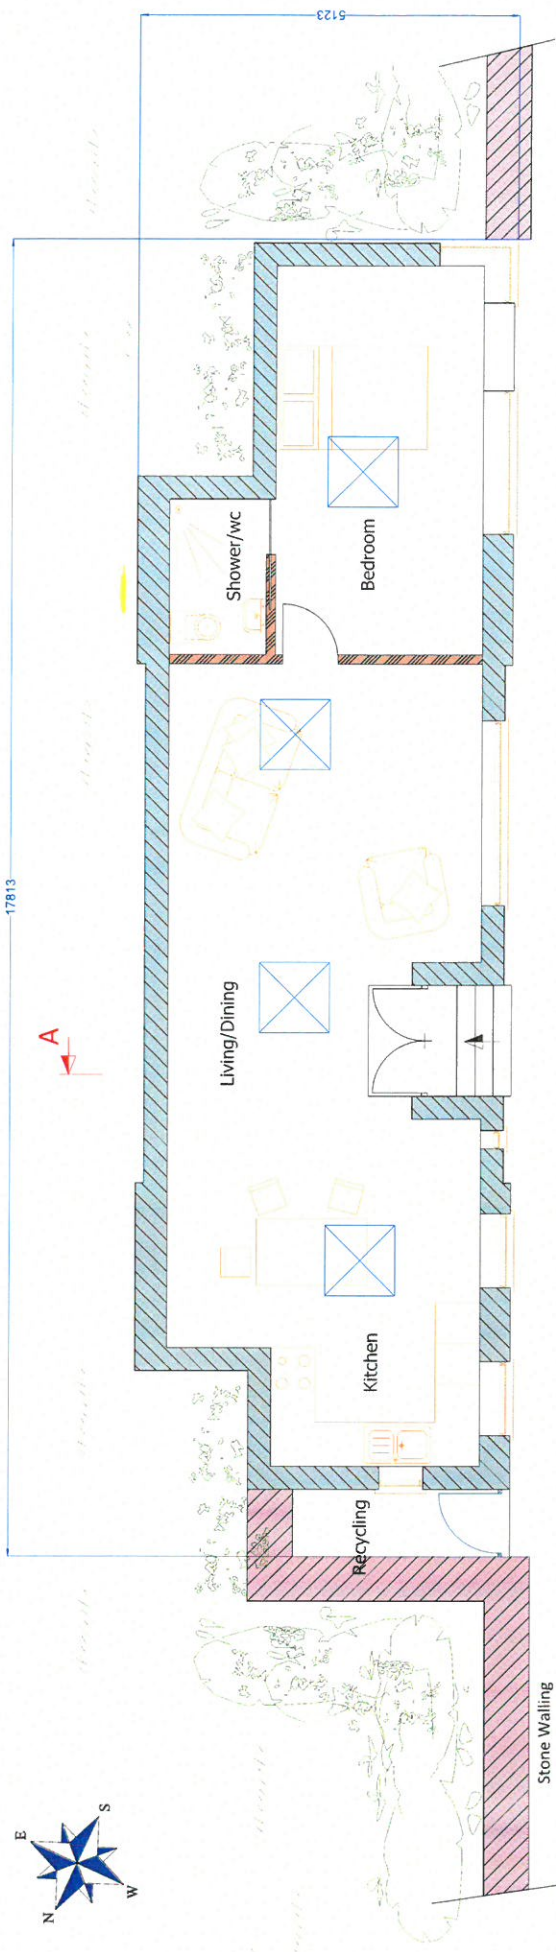 17813
5123
A
N
E
S
W
Shower/wc
Living/Dining
Bedroom
Kitchen
Recycling
Stone Walling